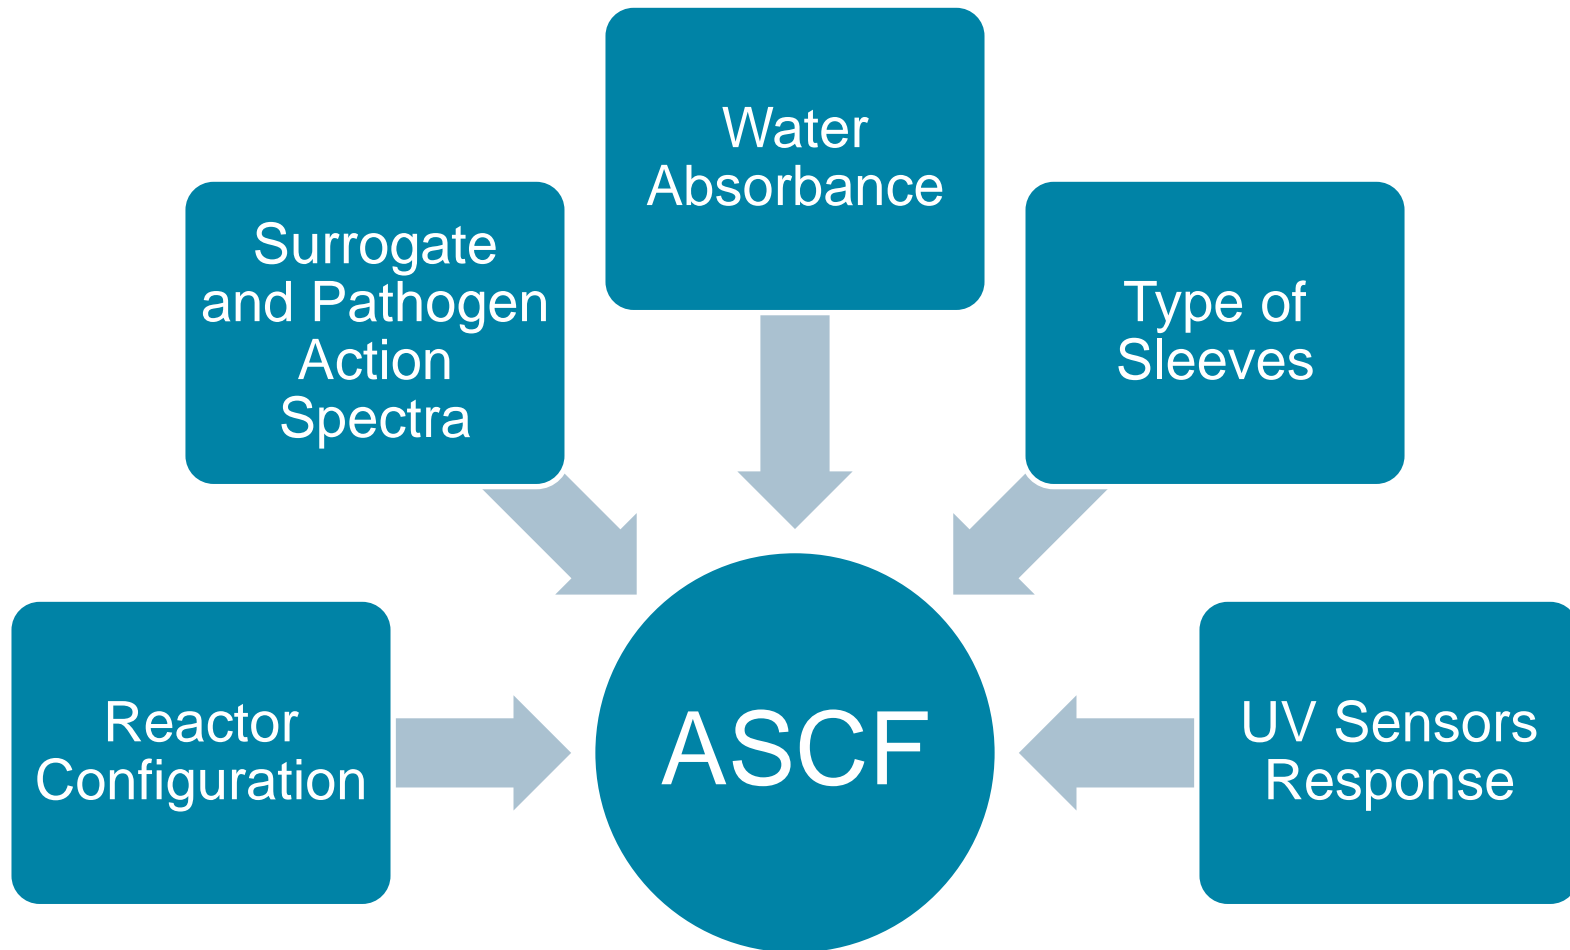 Water
Absorbance
Surrogate
and Pathogen
Action
Spectra
Type of
Sleeves
Reactor
Configuration
ASCF
UV Sensors
Response